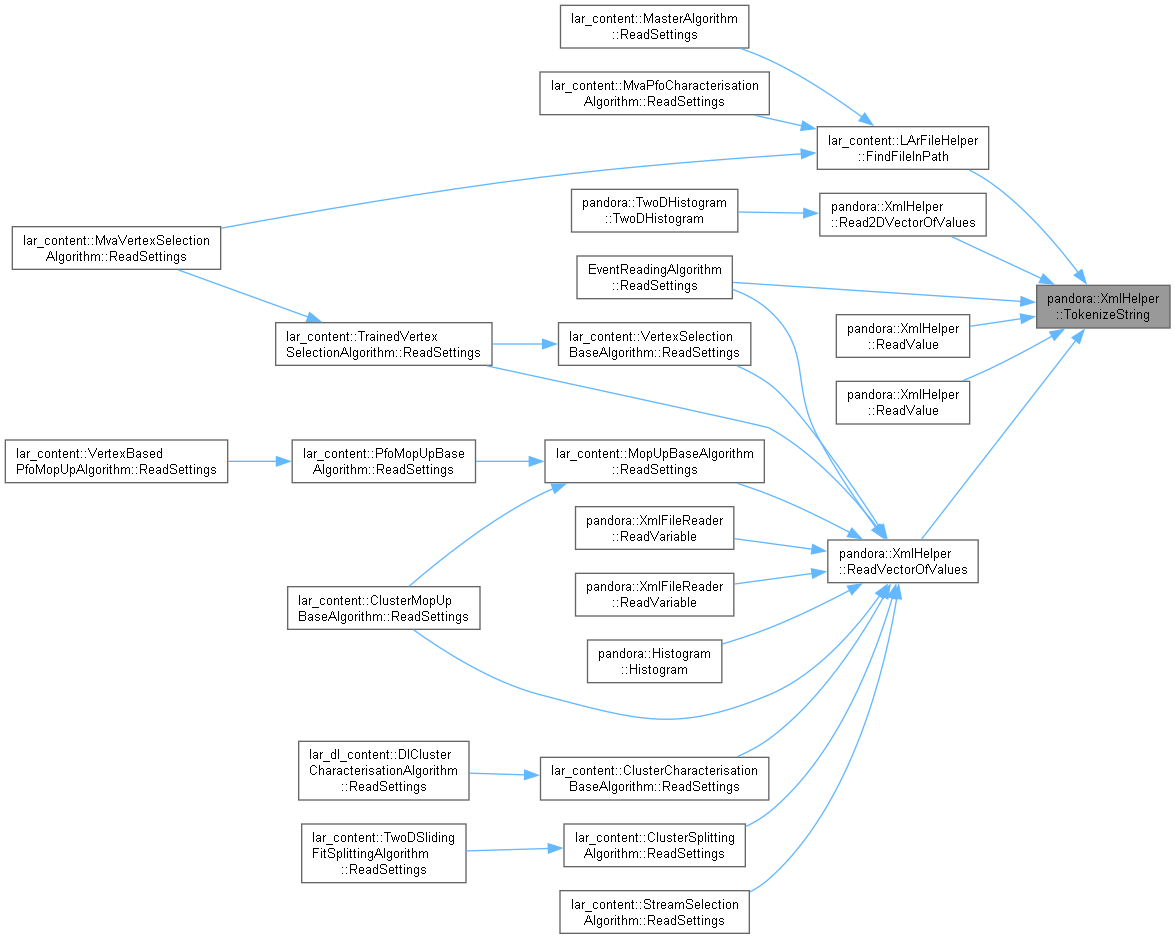 lar_content::MasterAlgorithm
::ReadSettings
lar_content::MvaPfoCharacterisation
Algorithm::ReadSettings
lar_content::LArFileHelper
::FindFileInPath
pandora::TwoDHistogram
::TwoDHistogram
pandora::XmlHelper
::Read2DVectorOfValues
lar_content::MvaVertexSelection
Algorithm::ReadSettings
EventReadingAlgorithm
::ReadSettings
pandora::XmlHelper
::TokenizeString
pandora::XmlHelper
::ReadValue
lar_content::TrainedVertex
SelectionAlgorithm::ReadSettings
lar_content::VertexSelection
BaseAlgorithm::ReadSettings
pandora::XmlHelper
::ReadValue
lar_content::VertexBased
PfoMopUpAlgorithm::ReadSettings
lar_content::PfoMopUpBase
Algorithm::ReadSettings
lar_content::MopUpBaseAlgorithm
::ReadSettings
pandora::XmlFileReader
::ReadVariable
pandora::XmlHelper
::ReadVectorOfValues
pandora::XmlFileReader
::ReadVariable
lar_content::ClusterMopUp
BaseAlgorithm::ReadSettings
pandora::Histogram
::Histogram
lar_dl_content::DlCluster
CharacterisationAlgorithm
::ReadSettings
lar_content::ClusterCharacterisation
BaseAlgorithm::ReadSettings
lar_content::TwoDSliding
FitSplittingAlgorithm
::ReadSettings
lar_content::ClusterSplitting
Algorithm::ReadSettings
lar_content::StreamSelection
Algorithm::ReadSettings